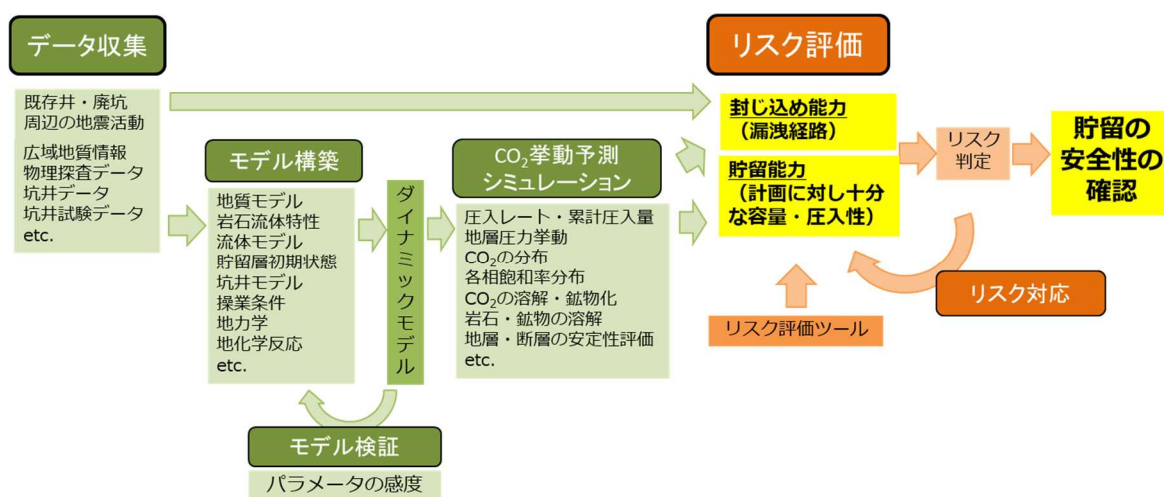 データ収集
既存井・廃坑
周辺の地震活動
広域地質情報
物理探査データ
坑井データ
坑井試験データ
etc.
モデル構築
地質モデル
岩石流体特性
流体モデル
貯留層初期状態
坑井モデル
操業条件
地力学
地化学反応
etc.
ダイナミックモデル
モデル検証
パラメータの感度
CO₂挙動予測
シミュレーション
圧入レート・累計圧入量
地層圧力挙動
CO₂の分布
各相飽和率分布
CO₂の溶解・鉱物化
岩石・鉱物の溶解
地層・断層の安定性評価
etc.
リスク評価
封じ込め能力
（漏洩経路）
貯留能力
（計画に対し十分
な容量・圧入性）
リスク評価ツール
リスク
判定
リスク対応
貯留の
安全性の
確認